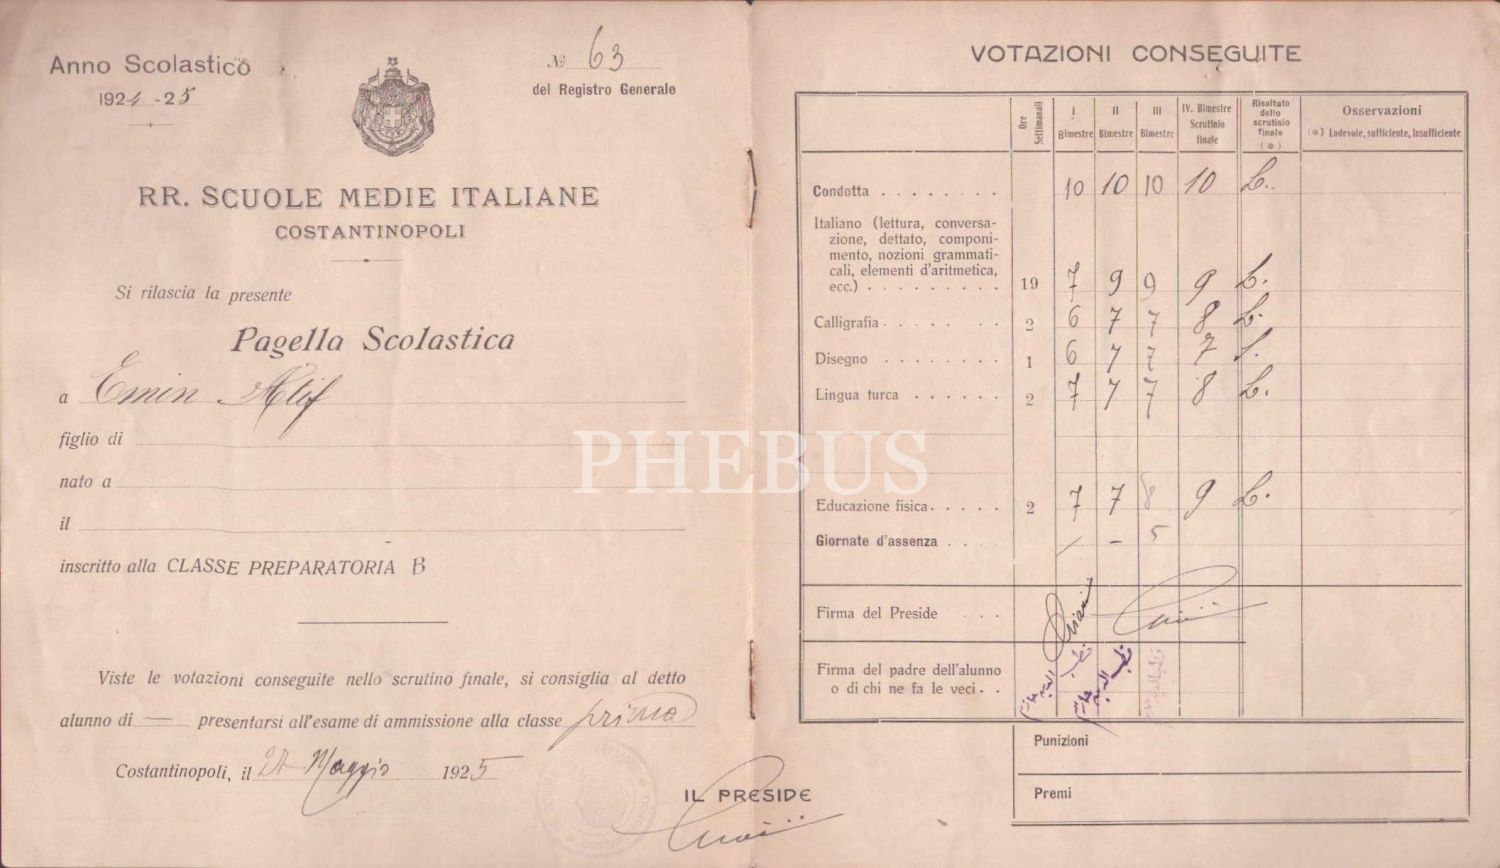 Anno Scolastico
1924-25
№ 63
del Registro Generale
RR. SCUOLE MEDIE ITALIANE
COSTANTINOPOLI
Si rilascia la presente
Pagella Scolastica
a Emin Atif
figlio di
nato a
il
inscritto alla CLASSE PREPARATORIA B
Viste le votazioni conseguite nello scrutino finale, si consiglia al detto
alunno di — presentarsi all'esame di ammissione alla classe prima
Costantinopoli, il Maggio 1925
IL PRESIDE
PHEBUS
VOTAZIONI CONSEGUITE
Ore Settimanali
I Bimestre
II Bimestre
III Bimestre
IV. Bimestre Scrutinio finale
Risultato dello scrutinio finale (o)
Osservazioni
(o) Lodevole, sufficiente, insufficiente
Condotta . . . . . . . . 10 10 10 10 L.
Italiano (lettura, conversa-
zione, dettato, componi-
mento, nozioni grammati-
cali, elementi d'aritmetica,
ecc.) . . . . . . . . . 19 7 9 9 9 L.
Calligrafia . . . . . . . . 2 6 7 7 8 L.
Disegno . . . . . . . . 1 6 7 7 7 S.
Lingua turca . . . . . . 2 7 7 7 8 L.
Educazione fisica . . . . . 2 7 7 8 9 L.
Giornate d'assenza . . . . / - 5
Firma del Preside . . .
Firma del padre dell'alunno
o di chi ne fa le veci . .
Punizioni
Premi